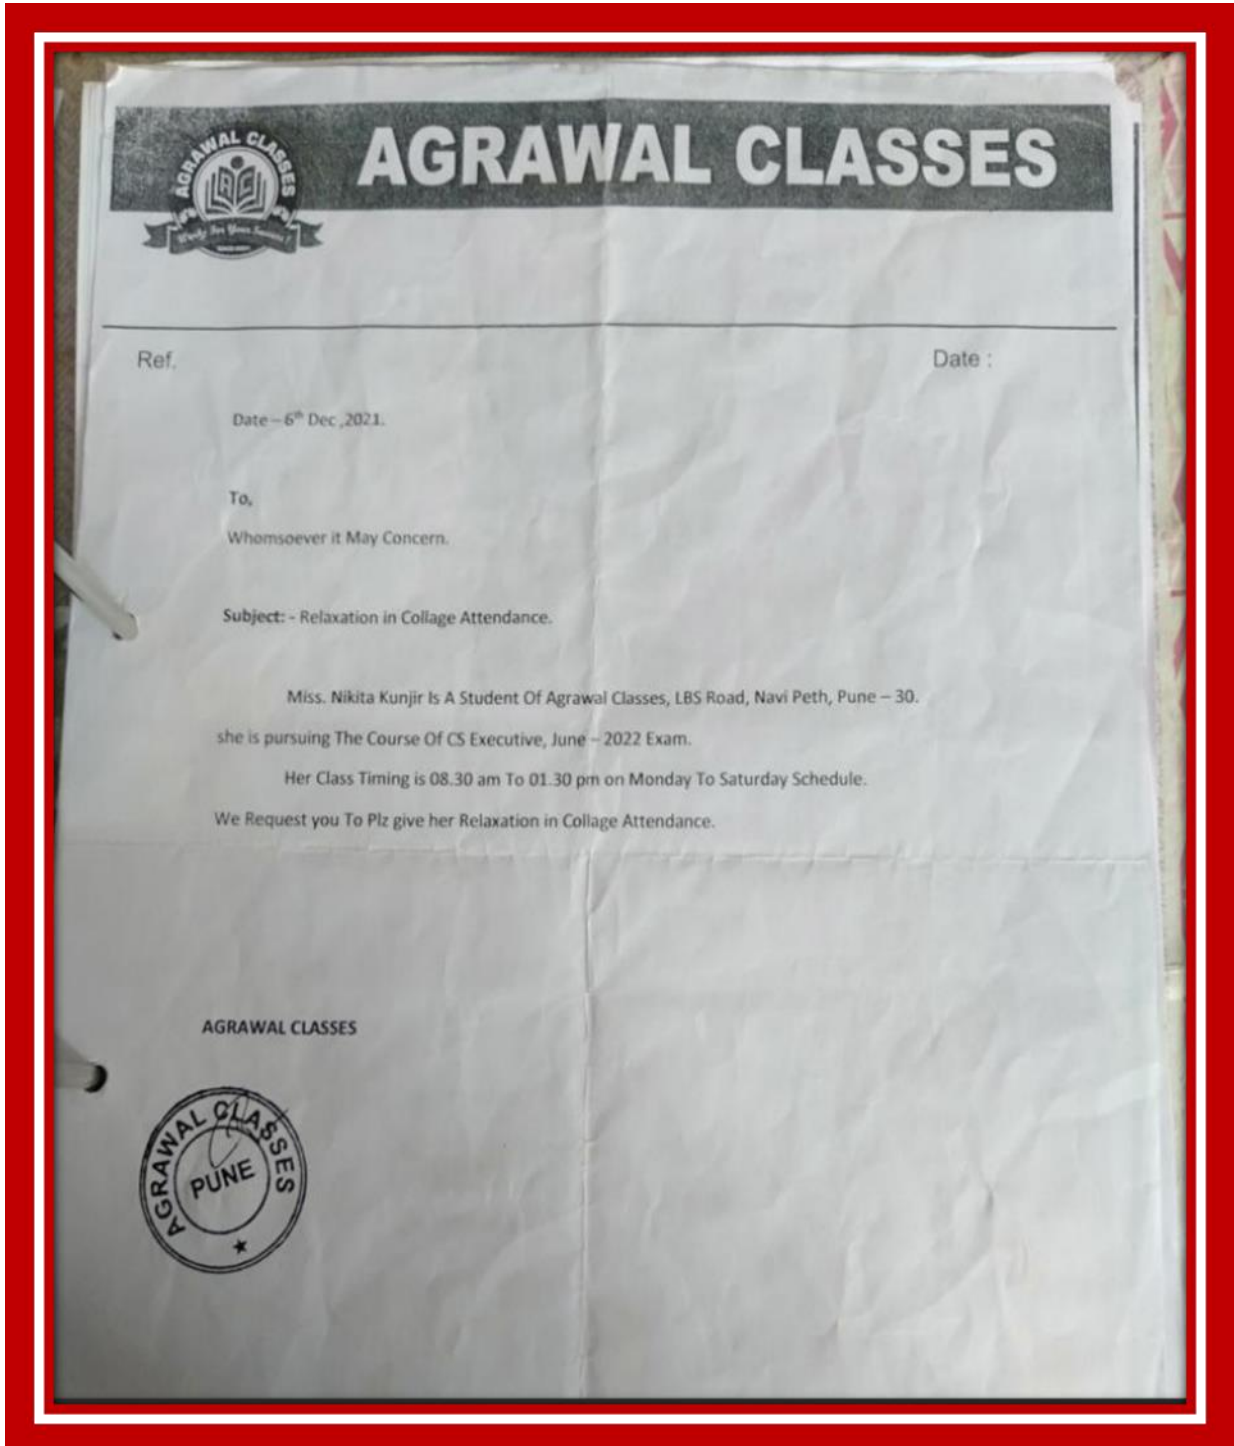 AGRAWAL CLASSES
AGRAWAL CLASSES
Ref.
Date :
Date – 6th Dec ,2021.
To,
Whomsoever it May Concern.
Subject: - Relaxation in Collage Attendance.
Miss. Nikita Kunjir Is A Student Of Agrawal Classes, LBS Road, Navi Peth, Pune – 30.
she is pursuing The Course Of CS Executive, June – 2022 Exam.
Her Class Timing is 08.30 am To 01.30 pm on Monday To Saturday Schedule.
We Request you To Plz give her Relaxation in Collage Attendance.
AGRAWAL CLASSES
AGRAWAL CLASSES
PUNE